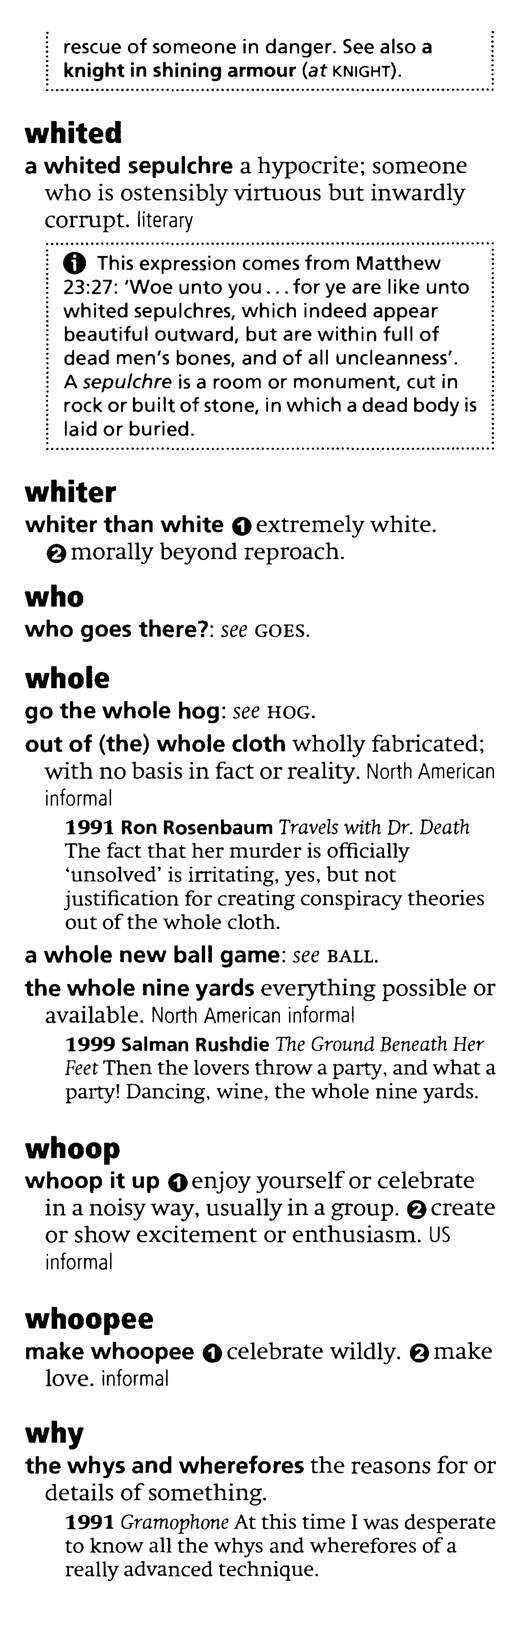 rescue of someone in danger. See also a
knight in shining armour (at KNIGHT).
whited
a whited sepulchre a hypocrite; someone
who is ostensibly virtuous but inwardly
corrupt. literary
ℹ This expression comes from Matthew
23:27: 'Woe unto you...for ye are like unto
whited sepulchres, which indeed appear
beautiful outward, but are within full of
dead men's bones, and of all uncleanness'.
A sepulchre is a room or monument, cut in
rock or built of stone, in which a dead body is
laid or buried.
whiter
whiter than white ❶ extremely white.
❷ morally beyond reproach.
who
who goes there?: see GOES.
whole
go the whole hog: see HOG.
out of (the) whole cloth wholly fabricated;
with no basis in fact or reality. North American
informal
1991 Ron Rosenbaum Travels with Dr. Death
The fact that her murder is officially
'unsolved' is irritating, yes, but not
justification for creating conspiracy theories
out of the whole cloth.
a whole new ball game: see BALL.
the whole nine yards everything possible or
available. North American informal
1999 Salman Rushdie The Ground Beneath Her
Feet Then the lovers throw a party, and what a
party! Dancing, wine, the whole nine yards.
whoop
whoop it up ❶ enjoy yourself or celebrate
in a noisy way, usually in a group. ❷ create
or show excitement or enthusiasm. US
informal
whoopee
make whoopee ❶ celebrate wildly. ❷ make
love. informal
why
the whys and wherefores the reasons for or
details of something.
1991 Gramophone At this time I was desperate
to know all the whys and wherefores of a
really advanced technique.